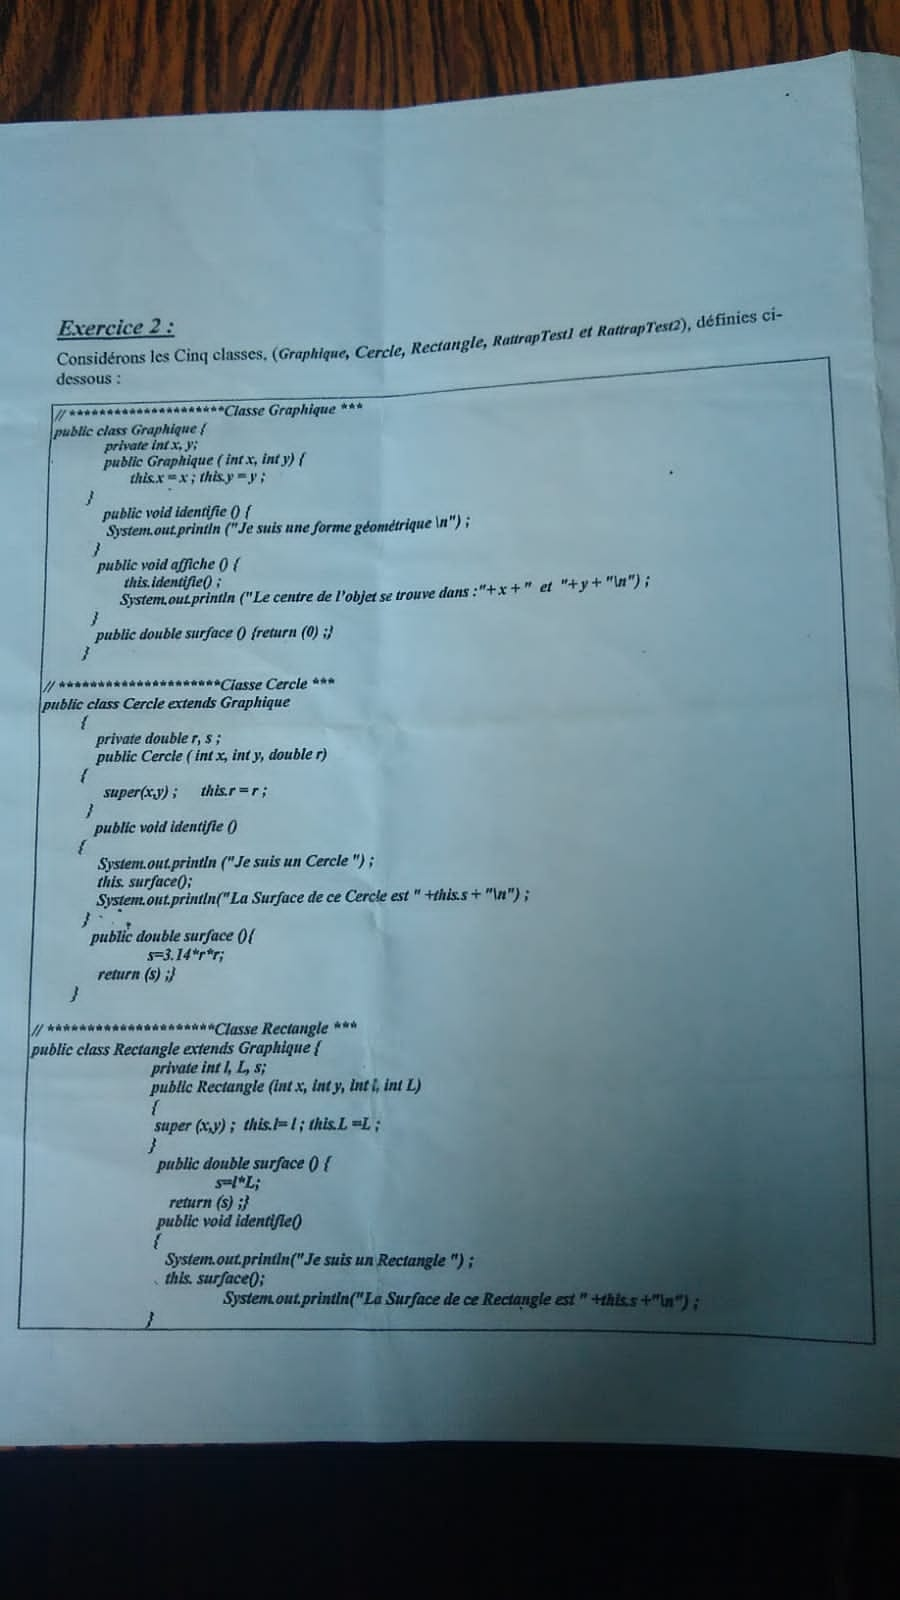 Exercice 2 :
Considérons les Cinq classes, (Graphique, Cercle, Rectangle, RattrapTest1 et RattrapTest2), définies ci-
dessous :
// *********************Classe Graphique ***
public class Graphique {
private int x, y;
public Graphique ( int x, int y) {
this.x = x ; this.y = y ;
}
public void identifie () {
System.out.println ("Je suis une forme géométrique \n") ;
}
public void affiche () {
this.identifie() ;
System.out.println ("Le centre de l'objet se trouve dans :"+ x + " et "+ y + "\n") ;
}
public double surface () {return (0) ;}
}
// *********************Classe Cercle ***
public class Cercle extends Graphique
{
private double r, s ;
public Cercle ( int x, int y, double r)
{
super(x,y) ; this.r = r ;
}
public void identifie ()
{
System.out.println ("Je suis un Cercle ") ;
this. surface();
System.out.println("La Surface de ce Cercle est " +this.s + "\n") ;
}
public double surface (){
s=3.14*r*r;
return (s) ;}
}
// *********************Classe Rectangle ***
public class Rectangle extends Graphique {
private int l, L, s;
public Rectangle (int x, int y, int l, int L)
{
super (x,y) ; this.l= l ; this.L =L ;
}
public double surface () {
s=l*L;
return (s) ;}
public void identifie()
{
System.out.println("Je suis un Rectangle ") ;
this. surface();
System.out.println("La Surface de ce Rectangle est " +this.s +"\n") ;
}